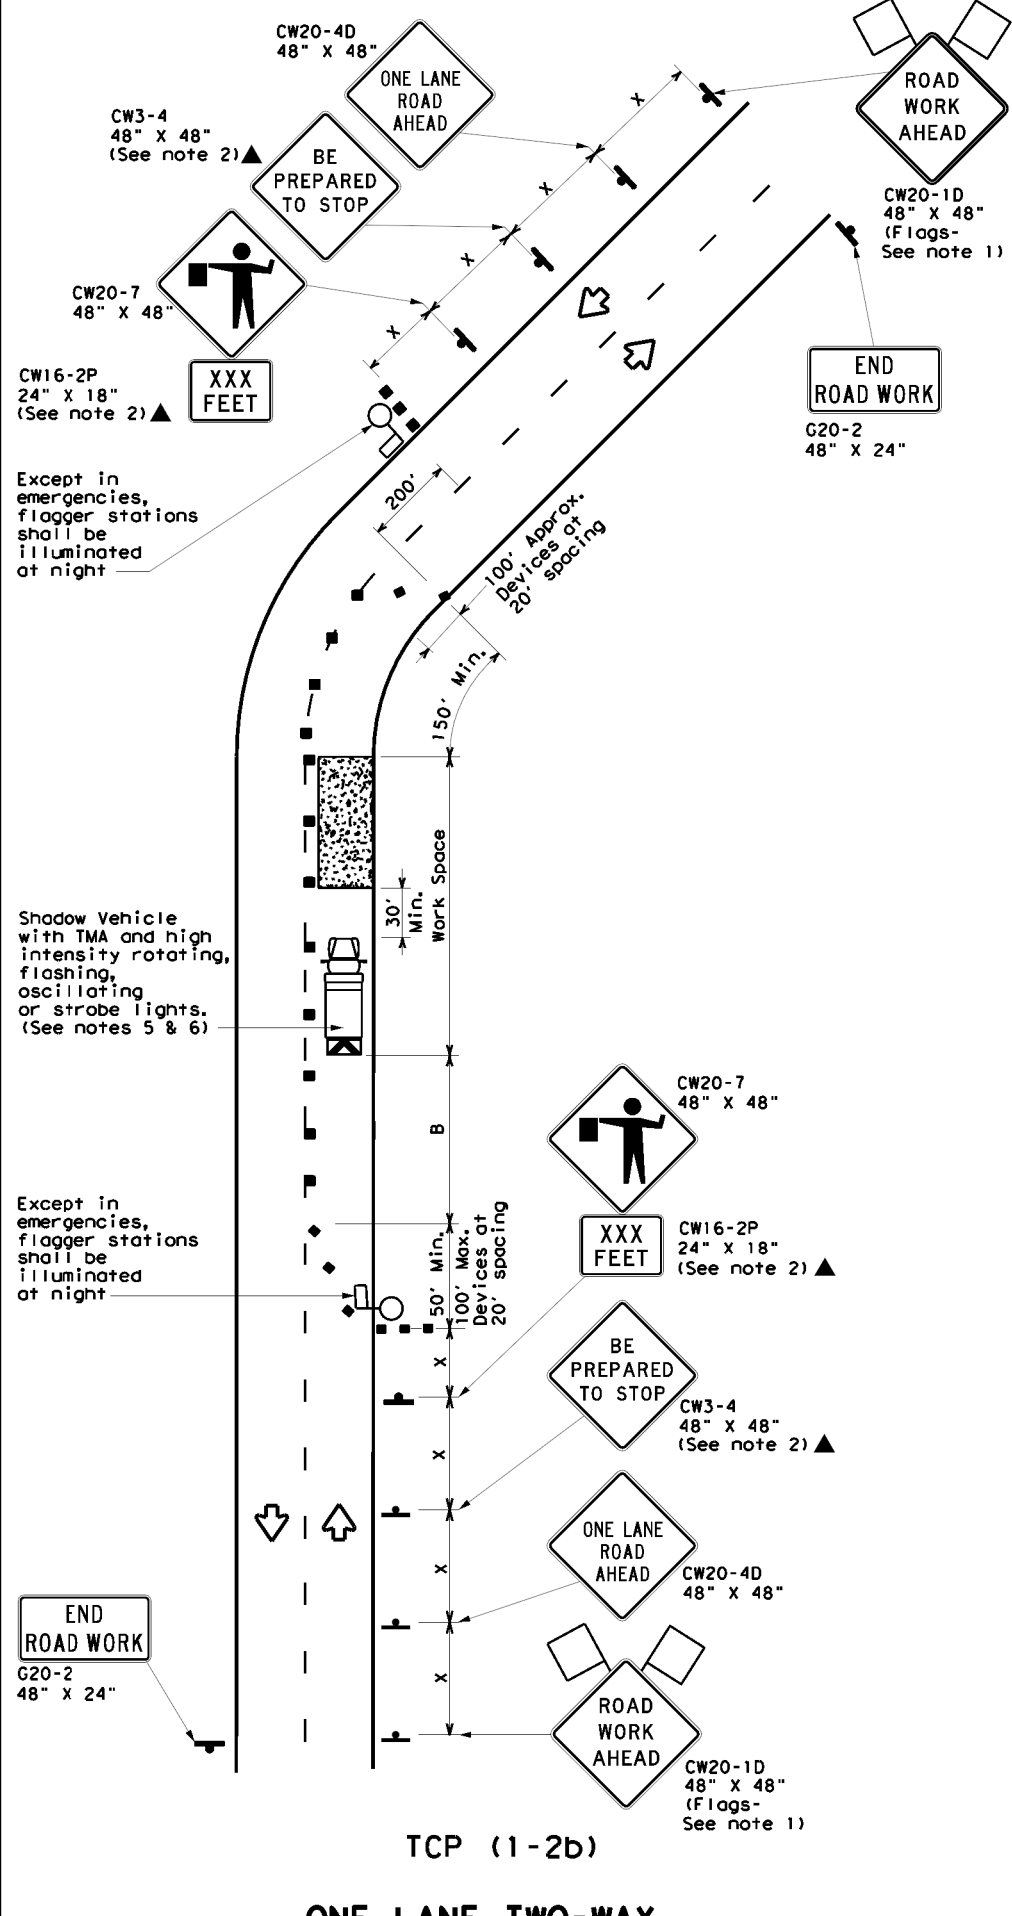 CW20-4D
48" X 48"
ONE LANE
ROAD
AHEAD
ROAD
WORK
AHEAD
CW20-1D
48" X 48"
(Flags-
See note 1)
CW3-4
48" X 48"
(See note 2)
BE
PREPARED
TO STOP
X
X
X
X
CW20-7
48" X 48"
CW16-2P
24" X 18"
(See note 2)
XXX
FEET
END
ROAD WORK
G20-2
48" X 24"
Except in
emergencies,
flagger stations
shall be
illuminated
at night
200'
100' Approx.
Devices at
20' spacing
150' Min.
Work Space
30'
Min.
Shadow Vehicle
with TMA and high
intensity rotating,
flashing,
oscillating
or strobe lights.
(See notes 5 & 6)
B
CW20-7
48" X 48"
XXX
FEET
CW16-2P
24" X 18"
(See note 2)
Except in
emergencies,
flagger stations
shall be
illuminated
at night
50' Min.
100' Max.
Devices at
20' spacing
X
BE
PREPARED
TO STOP
CW3-4
48" X 48"
(See note 2)
X
ONE LANE
ROAD
AHEAD
CW20-4D
48" X 48"
X
END
ROAD WORK
G20-2
48" X 24"
X
ROAD
WORK
AHEAD
CW20-1D
48" X 48"
(Flags-
See note 1)
TCP (1-2b)
ONE LANE TWO-WAY